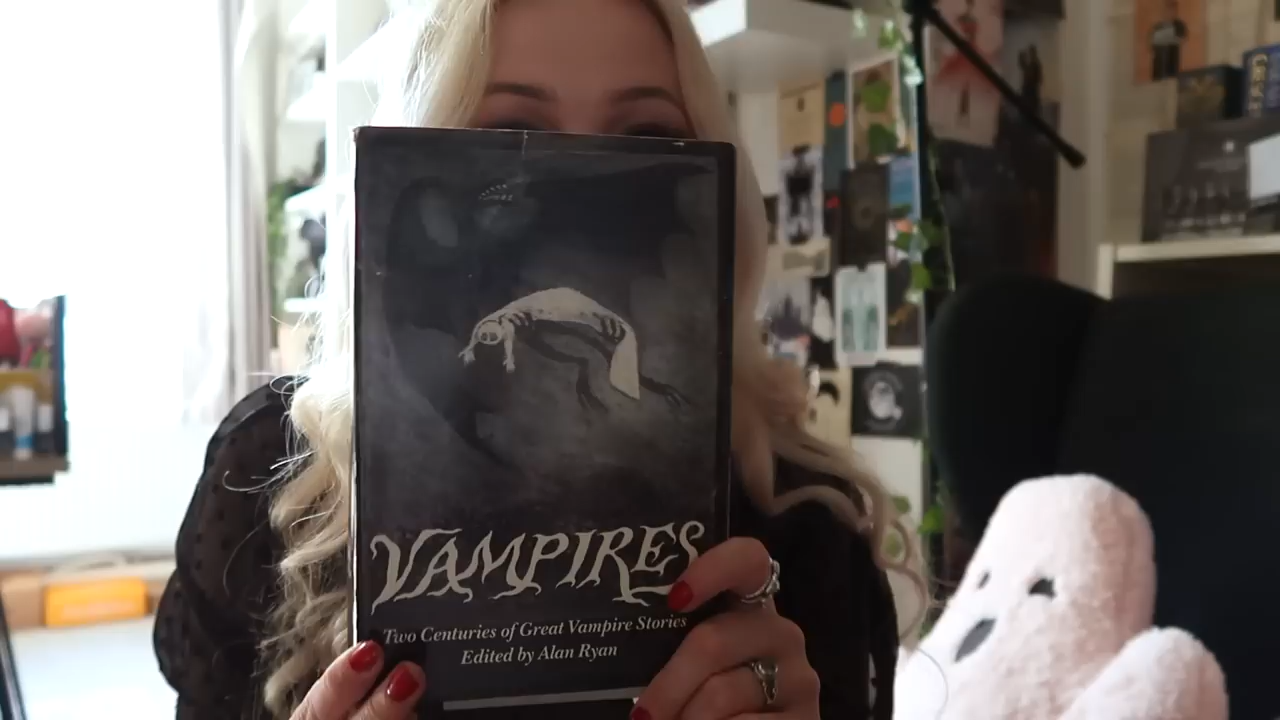 VAMPIRES
Two Centuries of Great Vampire Stories
Edited by Alan Ryan